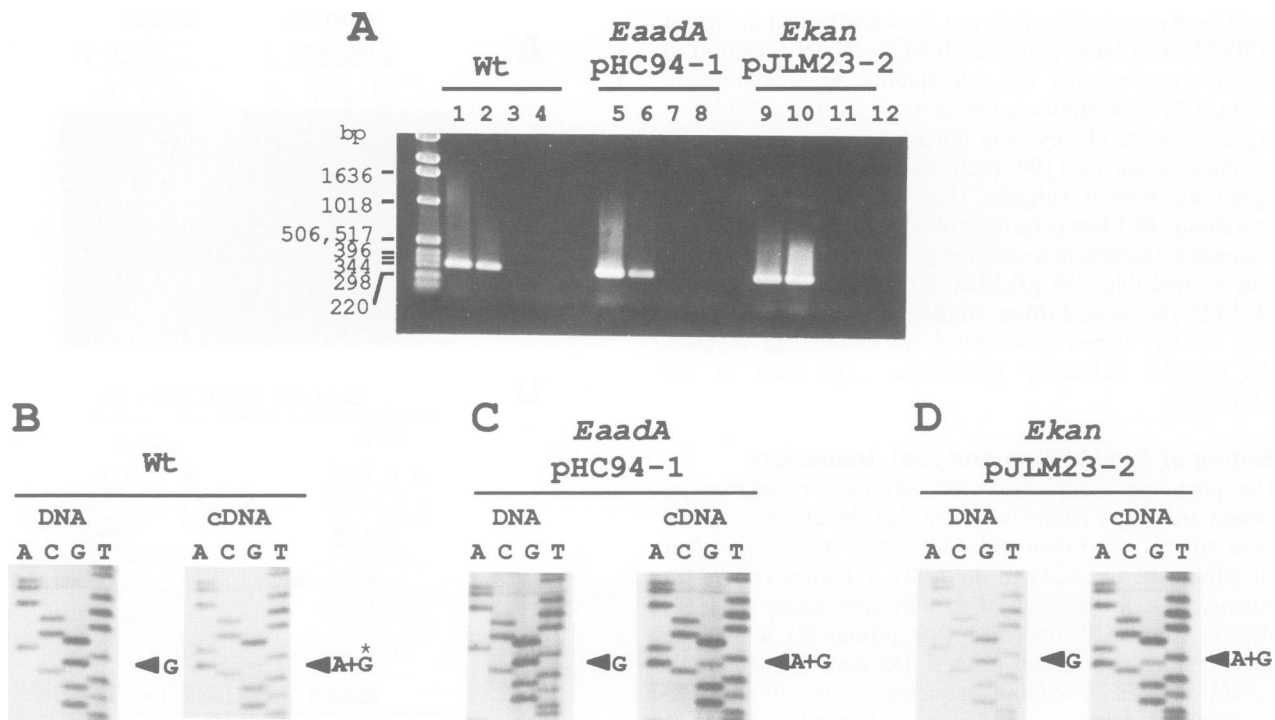 A
EaadA Ekan
Wt pHC94-1 pJLM23-2
1 2 3 4 5 6 7 8 9 10 11 12
bp
1636
1018
506,517
396
344
298
220
B
Wt
DNA cDNA
A C G T A C G T
G
A+G*
C
EaadA
pHC94-1
DNA cDNA
A C G T A C G T
G
A+G
D
Ekan
pJLM23-2
DNA cDNA
A C G T A C G T
G
A+G